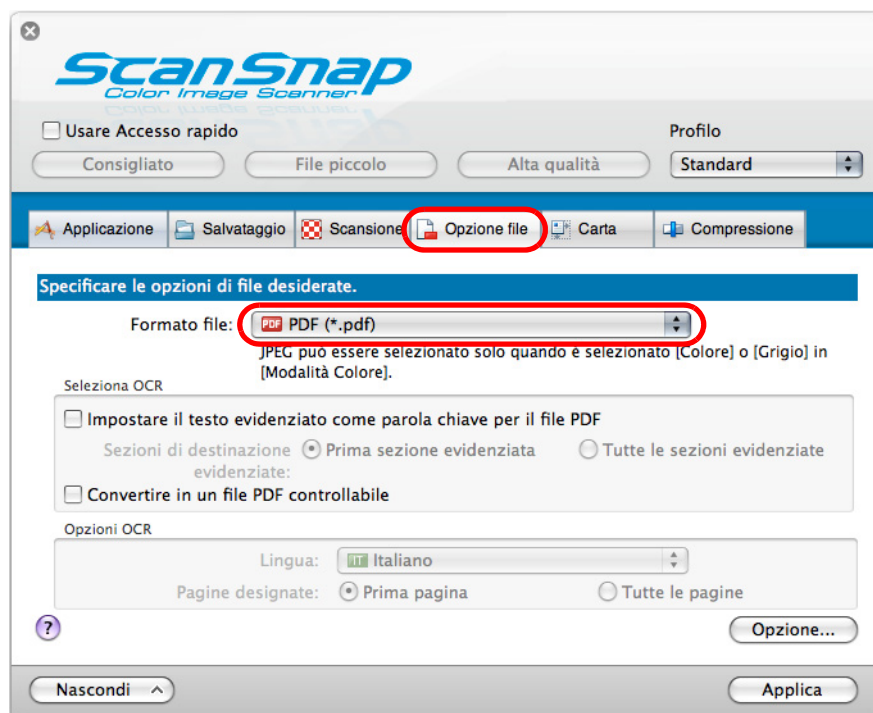 ScanSnap
Color Image Scanner
Usare Accesso rapido
Profilo
Consigliato File piccolo Alta qualità Standard
Applicazione Salvataggio Scansione Opzione file Carta Compressione
Specificare le opzioni di file desiderate.
Formato file: PDF PDF (*.pdf)
JPEG può essere selezionato solo quando è selezionato [Colore] o [Grigio] in
[Modalità Colore].
Seleziona OCR
Impostare il testo evidenziato come parola chiave per il file PDF
Sezioni di destinazione Prima sezione evidenziata Tutte le sezioni evidenziate
evidenziate:
Convertire in un file PDF controllabile
Opzioni OCR
Lingua: IT Italiano
Pagine designate: Prima pagina Tutte le pagine
? Opzione...
Nascondi Applica